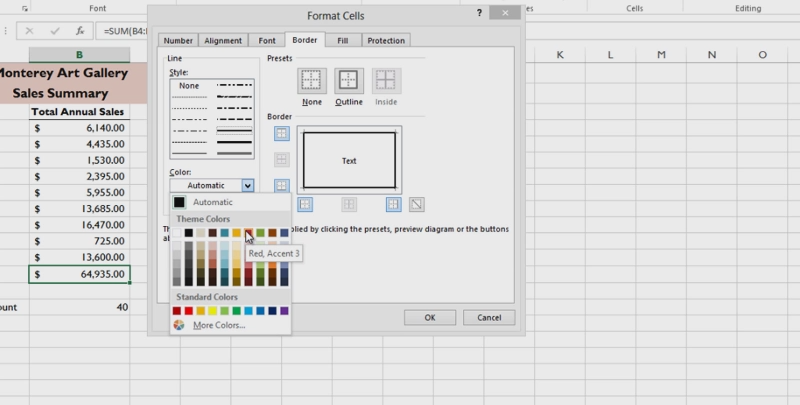 Font
Cells
Editing
fx
=SUM(B4:
B
K
L
M
N
O
Monterey Art Gallery
Sales Summary
Total Annual Sales
$ 6,140.00
$ 4,435.00
$ 1,530.00
$ 2,395.00
$ 5,955.00
$ 13,685.00
$ 16,470.00
$ 725.00
$ 13,600.00
$ 64,935.00
ount 40
Format Cells
?
Number
Alignment
Font
Border
Fill
Protection
Line
Style:
None
Color:
Automatic
Automatic
Theme Colors
Red, Accent 3
Standard Colors
More Colors...
Presets
None
Outline
Inside
Border
Text
plied by clicking the presets, preview diagram or the buttons
OK
Cancel